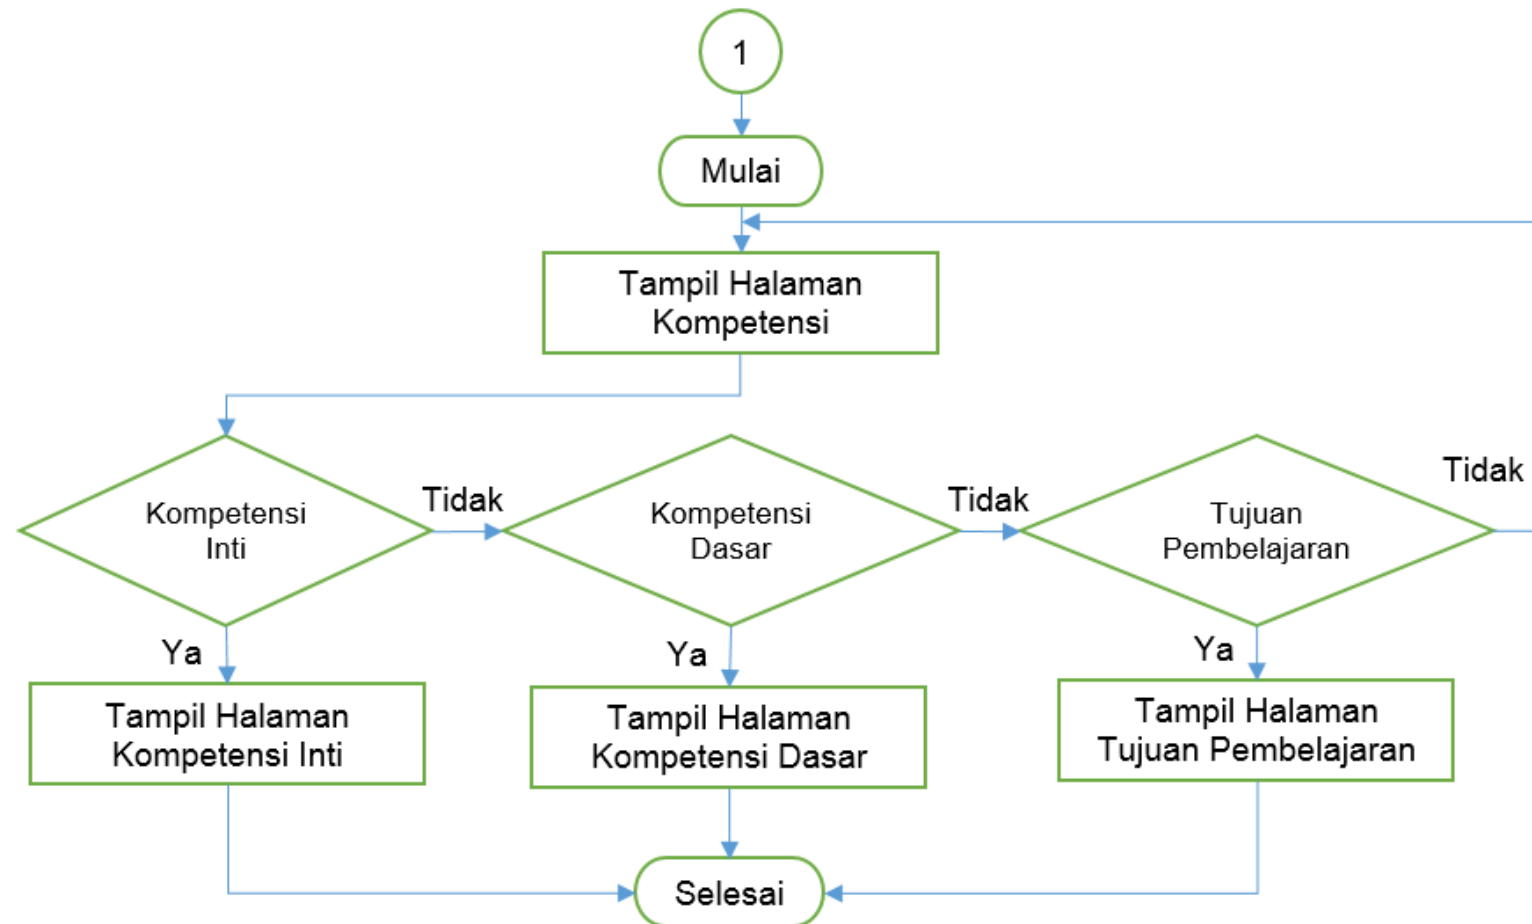 1
Mulai
Tampil Halaman
Kompetensi
Kompetensi
Inti
Tidak
Kompetensi
Dasar
Tidak
Tujuan
Pembelajaran
Tidak
Ya
Ya
Ya
Tampil Halaman
Kompetensi Inti
Tampil Halaman
Kompetensi Dasar
Tampil Halaman
Tujuan Pembelajaran
Selesai